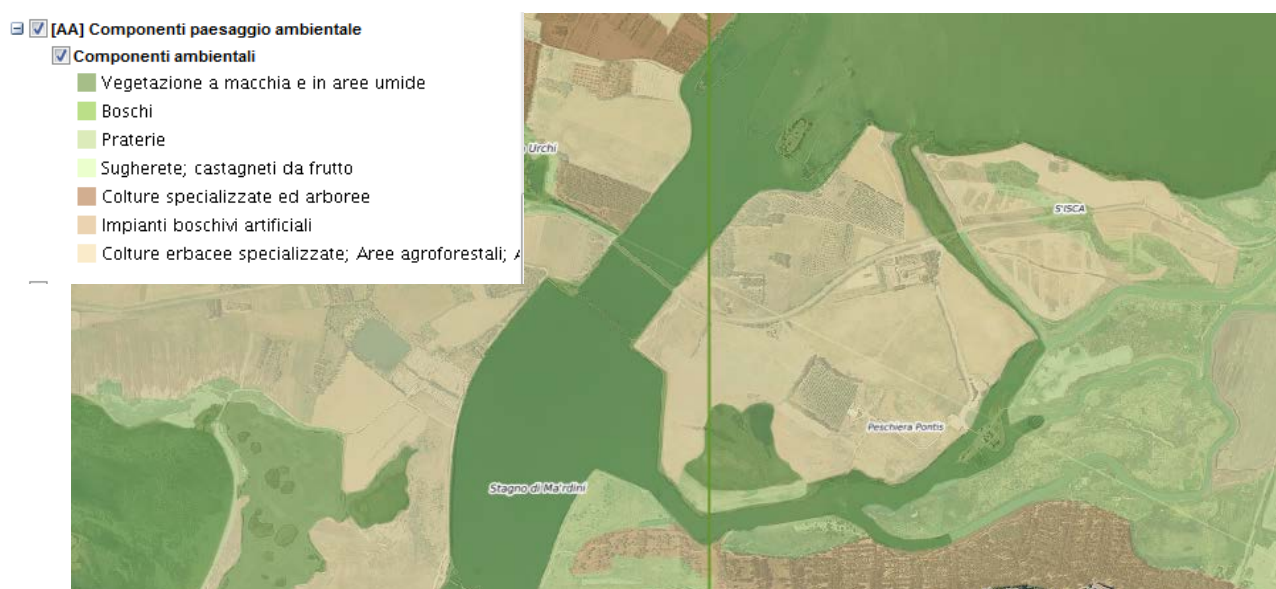 [AA] Componenti paesaggio ambientale
Componenti ambientali
Vegetazione a macchia e in aree umide
Boschi
Praterie
Sugherete; castagneti da frutto
Colture specializzate ed arboree
Impianti boschivi artificiali
Colture erbacee specializzate; Aree agroforestali;
Urchi
S'ISCA
Peschiera Pontis
Stagno di Ma'rdini